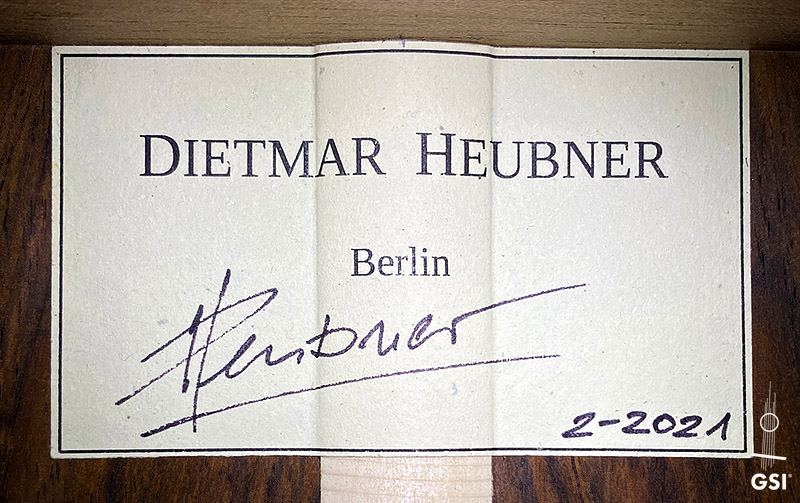 DIETMAR HEUBNER
Berlin
Heubner
2-2021
GSI®